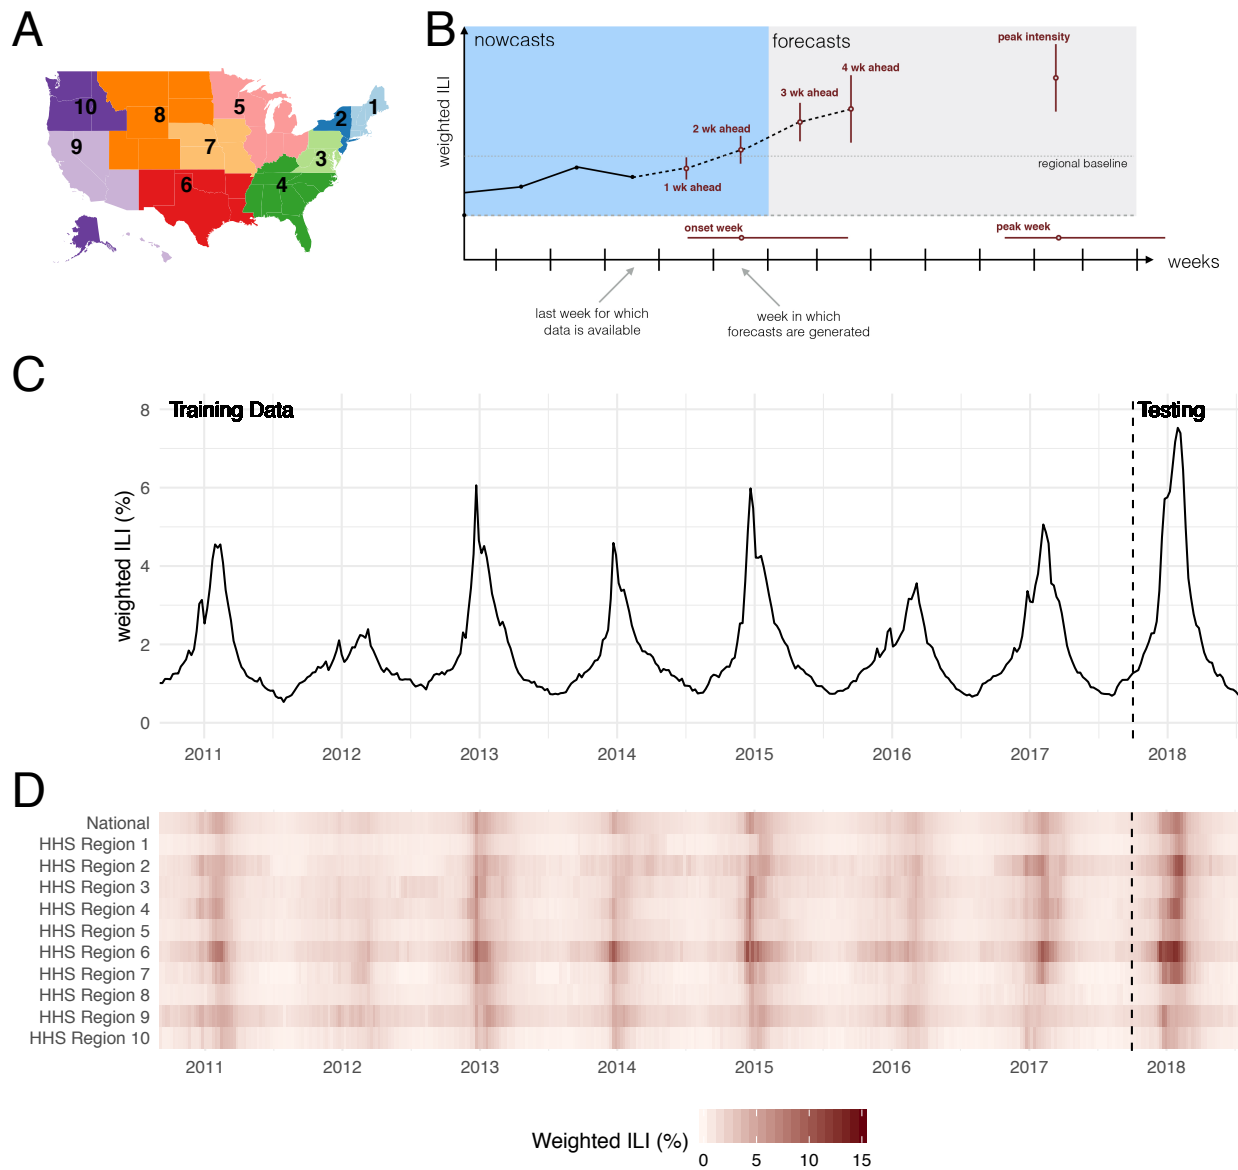 A
10
8
5
2
1
9
7
3
6
4
B
nowcasts
forecasts
peak intensity
4 wk ahead
3 wk ahead
2 wk ahead
1 wk ahead
weighted ILI
regional baseline
onset week
peak week
weeks
last week for which
data is available
week in which
forecasts are generated
C
Training Data
Testing
weighted ILI (%)
8
6
4
2
0
2011 2012 2013 2014 2015 2016 2017 2018
D
National
HHS Region 1
HHS Region 2
HHS Region 3
HHS Region 4
HHS Region 5
HHS Region 6
HHS Region 7
HHS Region 8
HHS Region 9
HHS Region 10
2011 2012 2013 2014 2015 2016 2017 2018
Weighted ILI (%)
0 5 10 15